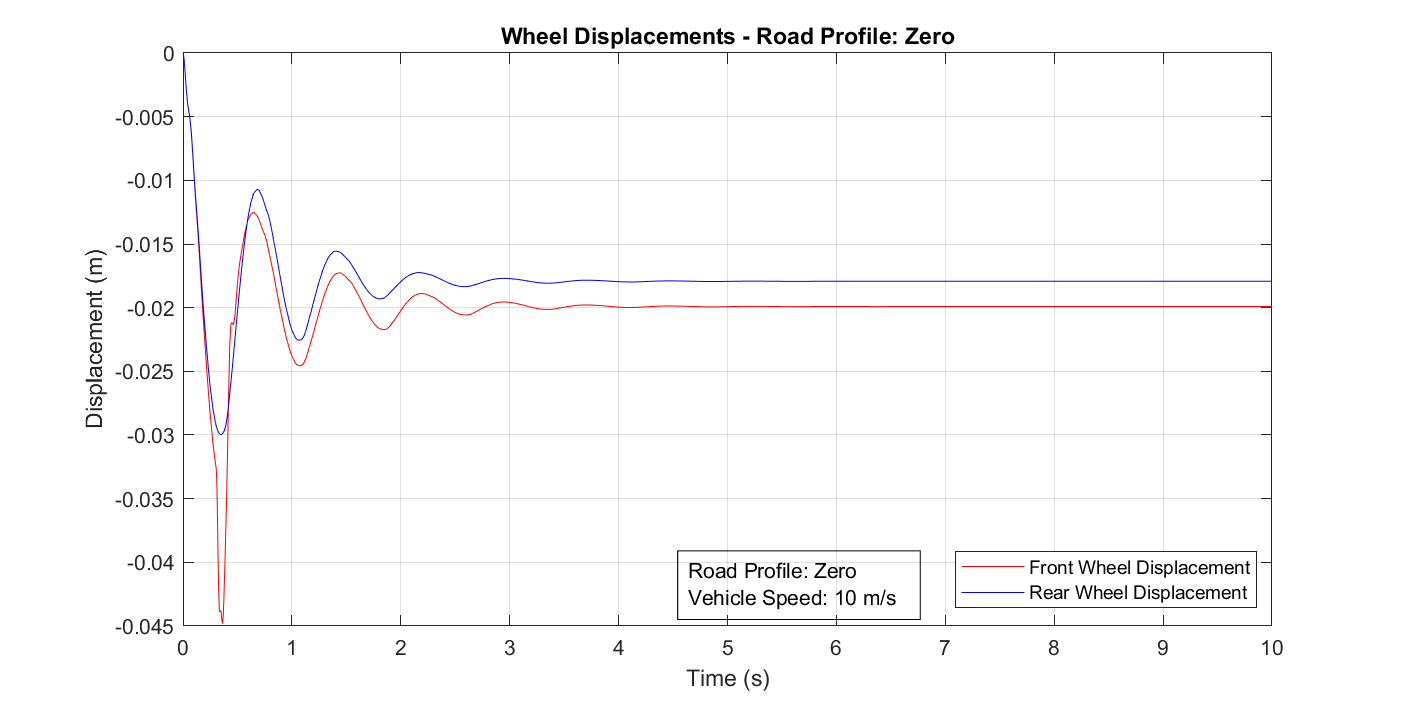 Wheel Displacements - Road Profile: Zero
0
-0.005
-0.01
-0.015
-0.02
-0.025
-0.03
-0.035
-0.04
-0.045
Displacement (m)
0 1 2 3 4 5 6 7 8 9 10
Time (s)
Road Profile: Zero
Vehicle Speed: 10 m/s
Front Wheel Displacement
Rear Wheel Displacement